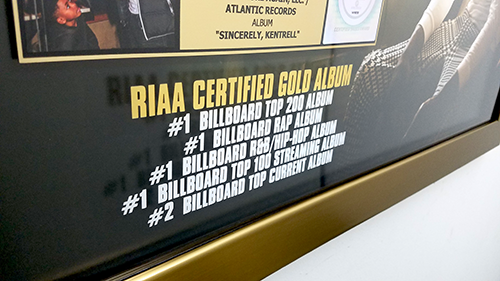 ATLANTIC RECORDS
ALBUM
"SINCERELY, KENTRELL"
RIAA CERTIFIED GOLD ALBUM
#1 BILLBOARD TOP 200 ALBUM
#1 BILLBOARD RAP ALBUM
#1 BILLBOARD R&B/HIP-HOP ALBUM
#1 BILLBOARD TOP 100 STREAMING ALBUM
#2 BILLBOARD TOP CURRENT ALBUM